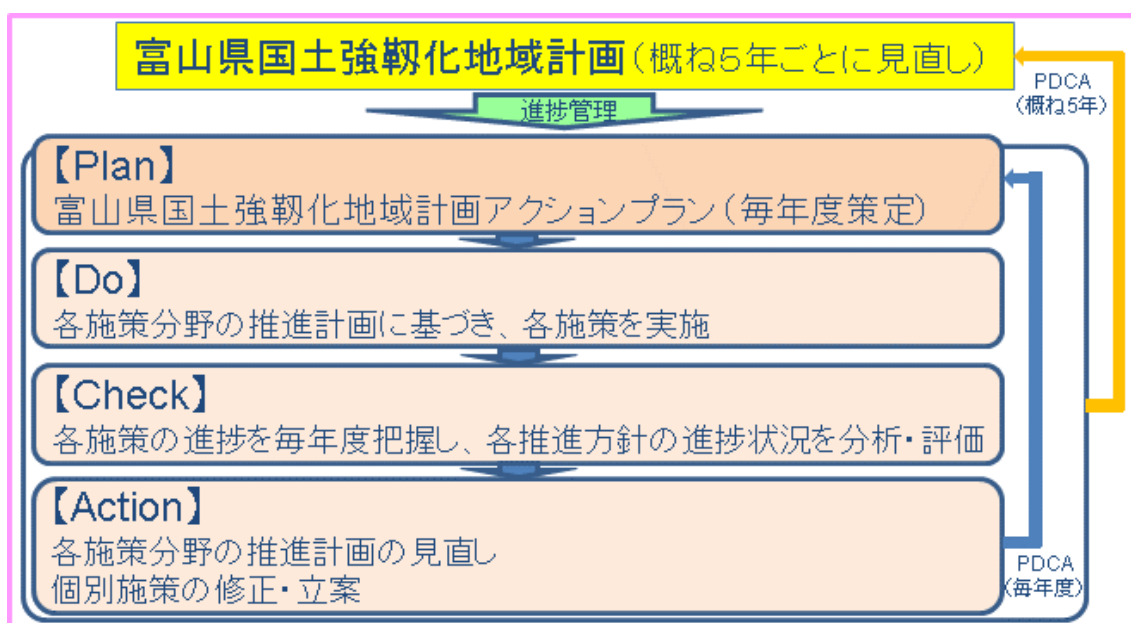 富山県国土強靱化地域計画(概ね5年ごとに見直し)
PDCA
(概ね5年)
進捗管理
【Plan】
富山県国土強靱化地域計画アクションプラン(毎年度策定)
【Do】
各施策分野の推進計画に基づき、各施策を実施
【Check】
各施策の進捗を毎年度把握し、各推進方針の進捗状況を分析・評価
【Action】
各施策分野の推進計画の見直し
個別施策の修正・立案
PDCA
(毎年度)